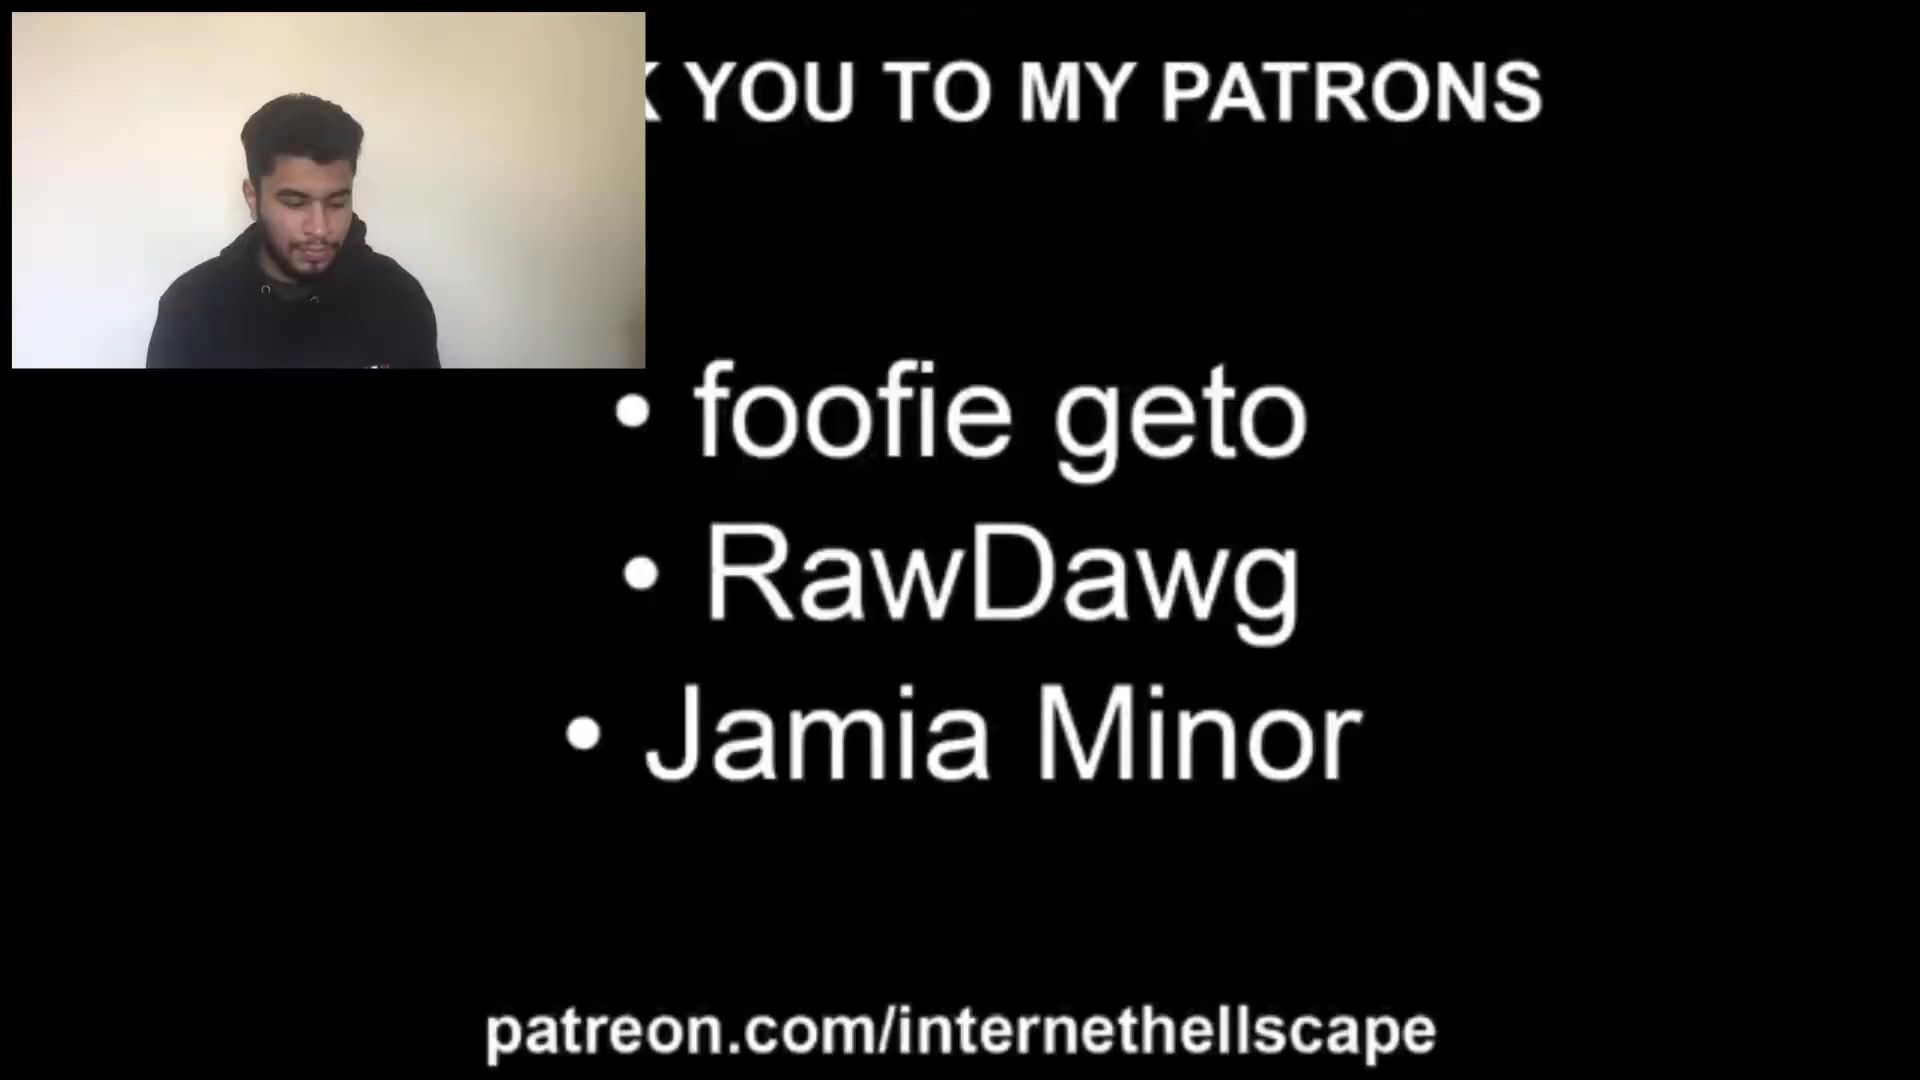 YOU TO MY PATRONS
• foofie geto
• RawDawg
• Jamia Minor
patreon.com/internethellscape